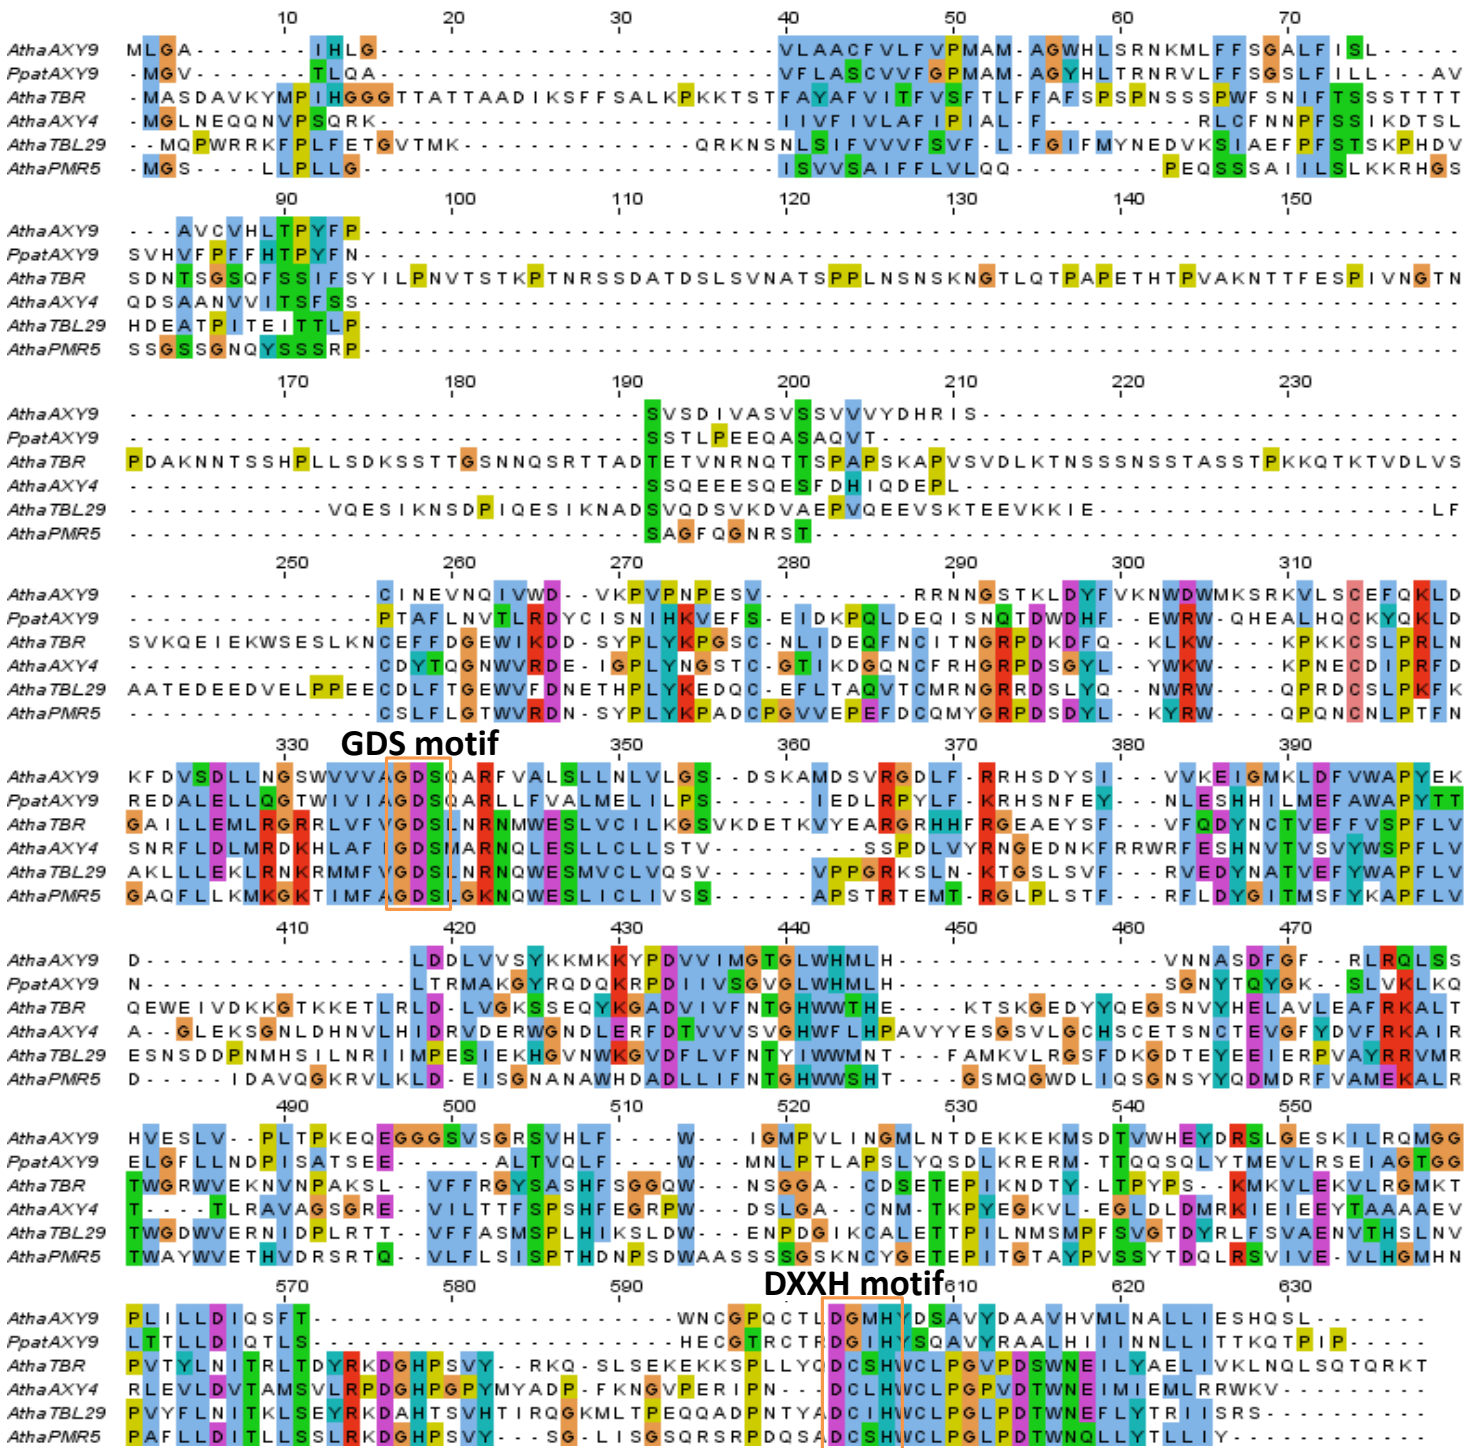 10 20 30 40 50 60 70
AthaAXY9 MLGA-------IHLG------------------------VLAACFVLFVPMAM-AGWHLSRNKMLFFSGALFISL-----
PpatAXY9 -MGV-------TLQA------------------------VFLASCVVFGPMAM-AGYHLTRNRVLFFSGSLFILL---AV
AthaTBR -MASDAVKYMPIHGGGTTATTAADIKSFFSALKPKKTSTFAYAFVITFVSFTLFFAFSPSPNSSSPWFSNIFTSSSTTTT
AthaAXY4 -MGLNEQQNVPSQRK------------------------IIVFIVLAFIPIAL-F---------RLCFNNPFSSIKDTSL
AthaTBL29 --MQPWRRKFPLFETGVTMK--------------QRKNSNLSIFVVVFSVF-L-FGIFMYNEDVKSIAEFPFSTSKPHDV
AthaPMR5 -MGS----LLPLLG-------------------------ISVVSAIFFLVLQQ---------PEQSSSAIILSLKKRHGS
90 100 110 120 130 140 150
AthaAXY9 ---AVCVHLTPYFP------------------------------------------------------------------
PpatAXY9 SVHVFPFFHTPYFN------------------------------------------------------------------
AthaTBR SDNTSGSQFSSIFSYILPNVTSTKPTNRSSDATDSLSVNATSPPLNSNSKNGTLQTPAPETHTPVAKNTTFESPIVNGTN
AthaAXY4 QDSAANVVITSFSS------------------------------------------------------------------
AthaTBL29 HDEATPITEITTLP------------------------------------------------------------------
AthaPMR5 SSGSSGNQYSSSRP------------------------------------------------------------------
170 180 190 200 210 220 230
AthaAXY9 -------------------------------SVSDIVASVSSVVVVYDHRIS----------------------------
PpatAXY9 -------------------------------SSTLPEEQASAQVT-----------------------------------
AthaTBR PDAKNNTSSHPLLSDKSSTTGSNNQSRTTADTETVNRNQTTSPAPSKAPVSVDLKTNSSSNSSTASSTPKKQTKTVDLVS
AthaAXY4 -------------------------------SSQEEESQESFDHIQDEPL------------------------------
AthaTBL29 ------------VQESIKNSDPIQESIKNADSVQDSVKDVAEPVQEEVSKTEEVKKIE--------------------LF
AthaPMR5 -------------------------------SAGFQGNRST---------------------------------------
250 260 270 280 290 300 310
AthaAXY9 ---------------CINEVNQIVWD--VKPVPNPESV---------RRNNGSTKLDYFVKNWDWMKSRKVLSCEFQKLD
PpatAXY9 ---------------PTAFLNVTLRDYCISNIHKVEFS-EIDKPQLDEQISNQTDWDHF--EWRW-QHEALHQCKYQKLD
AthaTBR SVKQEIEKWSESLKNCEFFDGEWIKDD-SYPLYKPGSC-NLIDEQFNCITNGRPDKDFQ--KLKW----KPKKCSLPRLN
AthaAXY4 ---------------CDYTQGNWVRDE-IGPLYNGSTC-GTIKDGQNCFRHGRPDSGYL--YWKW----KPNECDIPRFD
AthaTBL29 AATEDEEDVELPPEECDLFTGEWVFDNETHPLYKEDQC-EFLTAQVTCMRNGRRDSLYQ--NWRW----QPRDCSLPKFK
AthaPMR5 ---------------CSLFLGTWVRDN-SYPLYKPADCPGVVEPEFDCQMYGRPDSDYL--KYRW----QPQNCNLPTFN
330 GDS motif 350 360 370 380 390
AthaAXY9 KFDVSDLLNGSWVVVAGDSQARFVALSLLNLVLGS--DSKAMDSVRGDLF-RRHSDYSI---VVKEIGMKLDFVWAPYEK
PpatAXY9 REDALELLQGTWIVIAGDSQARLLFVALMELILPS-------IEDLRPYLF-KRHSNFEY---NLESHHILMEFAWAPYTT
AthaTBR GAILLEMLRGRRLVFVGDSLNRNMWESLVCILKGSVKDETKVYEARGRHHFRGEAEYSF---VFQDYNCTVEFFVSPFLV
AthaAXY4 SNRFLDLMRDKHLAFIGDSMARNQLESLLCLLSTV---------SSPDLVYRNGEDNKFRRWRFESHNVTVSVYWSPFLV
AthaTBL29 AKLLLEKLRNKRMMFVGDSLNRNQWESMVCLVQSV------VPPGRKSLN-KTGSLSVF---RVEDYNATVEFYWAPFLV
AthaPMR5 GAQFLLKMKGKTIMFAGDSLGKNQWESLICLIVSS------APSTRTEMT-RGLPLSTF---RFLDYGITMSFYKAPFLV
410 420 430 440 450 460 470
AthaAXY9 D----------------LDDLVVSYKKMKKYPDVVIMGTGLWHMLH----------------VNNASDFGF--RLRQLSS
PpatAXY9 N----------------LTRMAKGYRQDQKRPDIIVSGVGLWHMLH----------------SGNYTQYGK--SLVKLKQ
AthaTBR QEWEIVDKKGTKKETLRLD-LVGKSSEQYKGADVIVFNTGHWWTHE----KTSKGEDYYQEGSNVYHELAVLEAFRKALT
AthaAXY4 A--GLEKSGNLDHNVLHIDRVDERWGNDLERFDTVVVSVGHWFLHPAVYYESGSVLGCHSCETSNCTEVGFYDVFRKAIR
AthaTBL29 ESNSDDPNMHSILNRIIMPESIEKHGVNWKGVDFLVFNTYIWWMNT---FAMKVLRGSFDKGDTEYEEIERPVAYRRVMR
AthaPMR5 D-----IDAVQGKRVLKLD-EISGNANAWHDADLLIFNTGHWWSHT----GSMQGWDLIQSGNSYYQDMDRFVAMEKALR
490 500 510 520 530 540 550
AthaAXY9 HVESLV--PLTPKEQEGGGSVSGRSVHLF----W---IGMPVLINGMLNTDEKKEKMSDTVWHEYDRSLGESKILRQMGG
PpatAXY9 ELGFLLNDPISATSEE-----ALTVQLF----W---MNLPTLAPSLYQSDLKRERM-TTQQSQLYTMEVLRSEIAGTGG
AthaTBR TWGRWVEKNVNPAKSL--VFFRGYSASHFSGGQW---NSGGA--CDSETEPIKNDTY-LTPYPS--KMKVLEKVLRGMKT
AthaAXY4 T----TLRAVAGSGRE--VILTTFSPSHFEGRPW---DSLGA--CNM-TKPYEGKVL-EGLDLDMRKIEIEEYTAAAAEV
AthaTBL29 TWGDWVERNIDPLRTT--VFFASMSPLHIKSLDW---ENPDGIKCALETTPILNMSMPFSVGTDYRLFSVAENVTHSLNV
AthaPMR5 TWAYWVETHVDRSRTQ--VLFLSISPTHDNPSDWAASSSSGSKNCYGETEPITGTAYPVSSYTDQLRSVIVE-VLHGMHN
570 580 590 DXXH motif 610 620 630
AthaAXY9 PLILLDIQSFT----------------------WNCGPQCTLDGMHYDSAVYDAAVHVMLNALLIESHQSL-------
PpatAXY9 LTTLLDIQTLS----------------------HECGTRCTRDGIHYSQAVYRAALHIIINNLLITTKQTPIP-----
AthaTBR PVTYLNITRLTDYRKDGHPSVY--RKQ-SLSEKEKKSPLLYQDCSHWCLPGVPDSWNEILYAELIVKLNQLSQTQRKT
AthaAXY4 RLEVLDVTAMSVLRPDGHPGPYMYADP-FKNGVPERIPN---DCLHWCLPGPVDTWNEIMIEMLRRWKV---------
AthaTBL29 PVYFLNITKLSEYRKDAHTSVHTIRQGKMLTPEQQADPNTYADCIHWCLPGLPDTWNEFLYTRIISRS----------
AthaPMR5 PAFLLDITLLSSLRKDGHPSVY---SG-LISGSQRSRPDQSADCSHWCLPGLPDTWNQLLYTLLIY------------